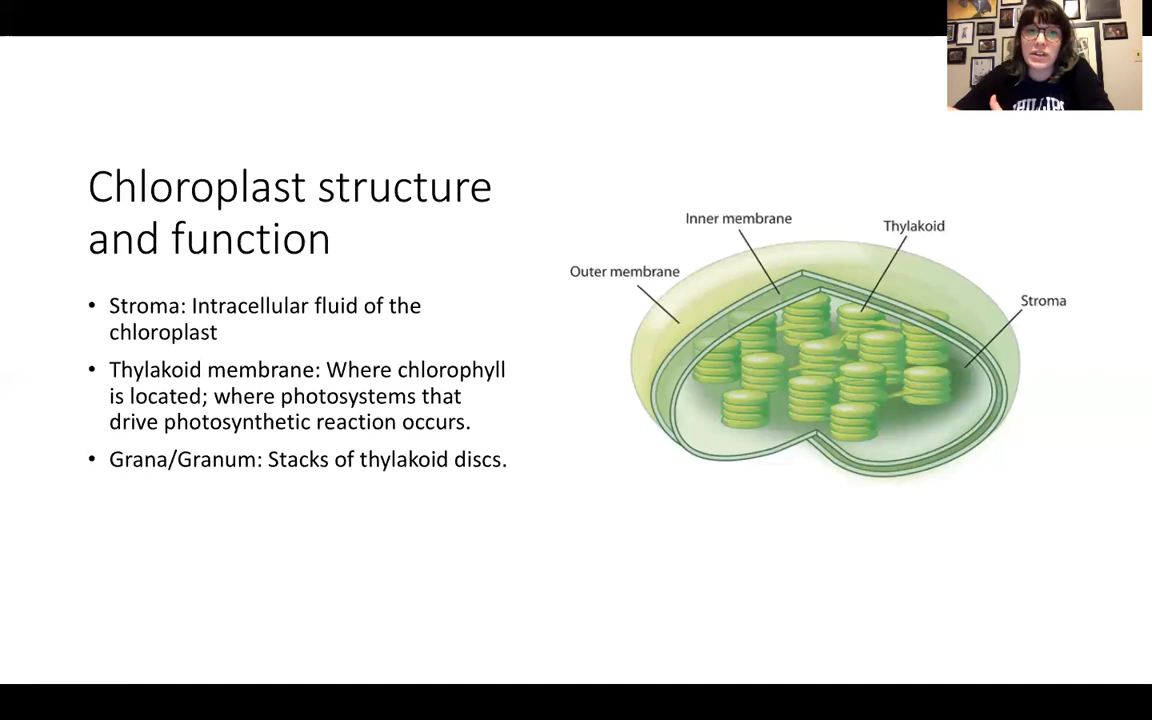 Chloroplast structure
and function
• Stroma: Intracellular fluid of the
chloroplast
• Thylakoid membrane: Where chlorophyll
is located; where photosystems that
drive photosynthetic reaction occurs.
• Grana/Granum: Stacks of thylakoid discs.
Inner membrane
Thylakoid
Outer membrane
Stroma